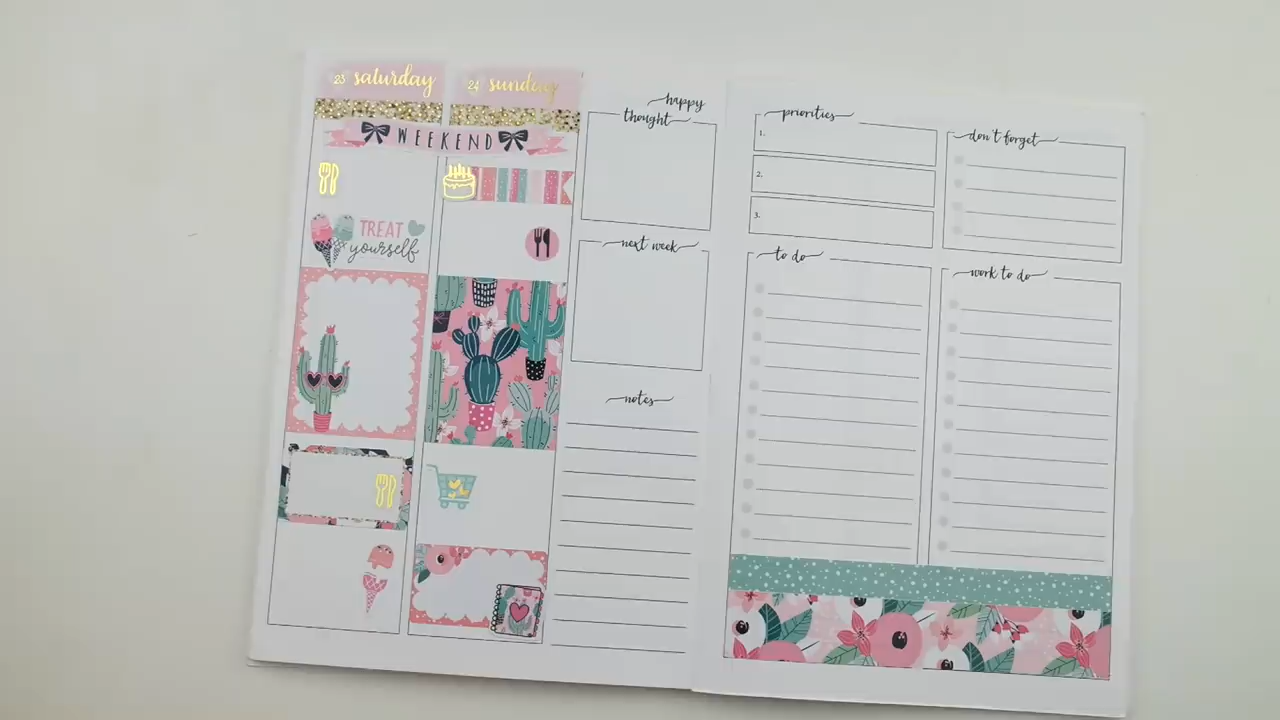 23 saturday
24 sunday
WEEKEND
TREAT
yourself
happy
thought
next week
notes
priorities
1.
2.
3.
don't forget
to do
work to do